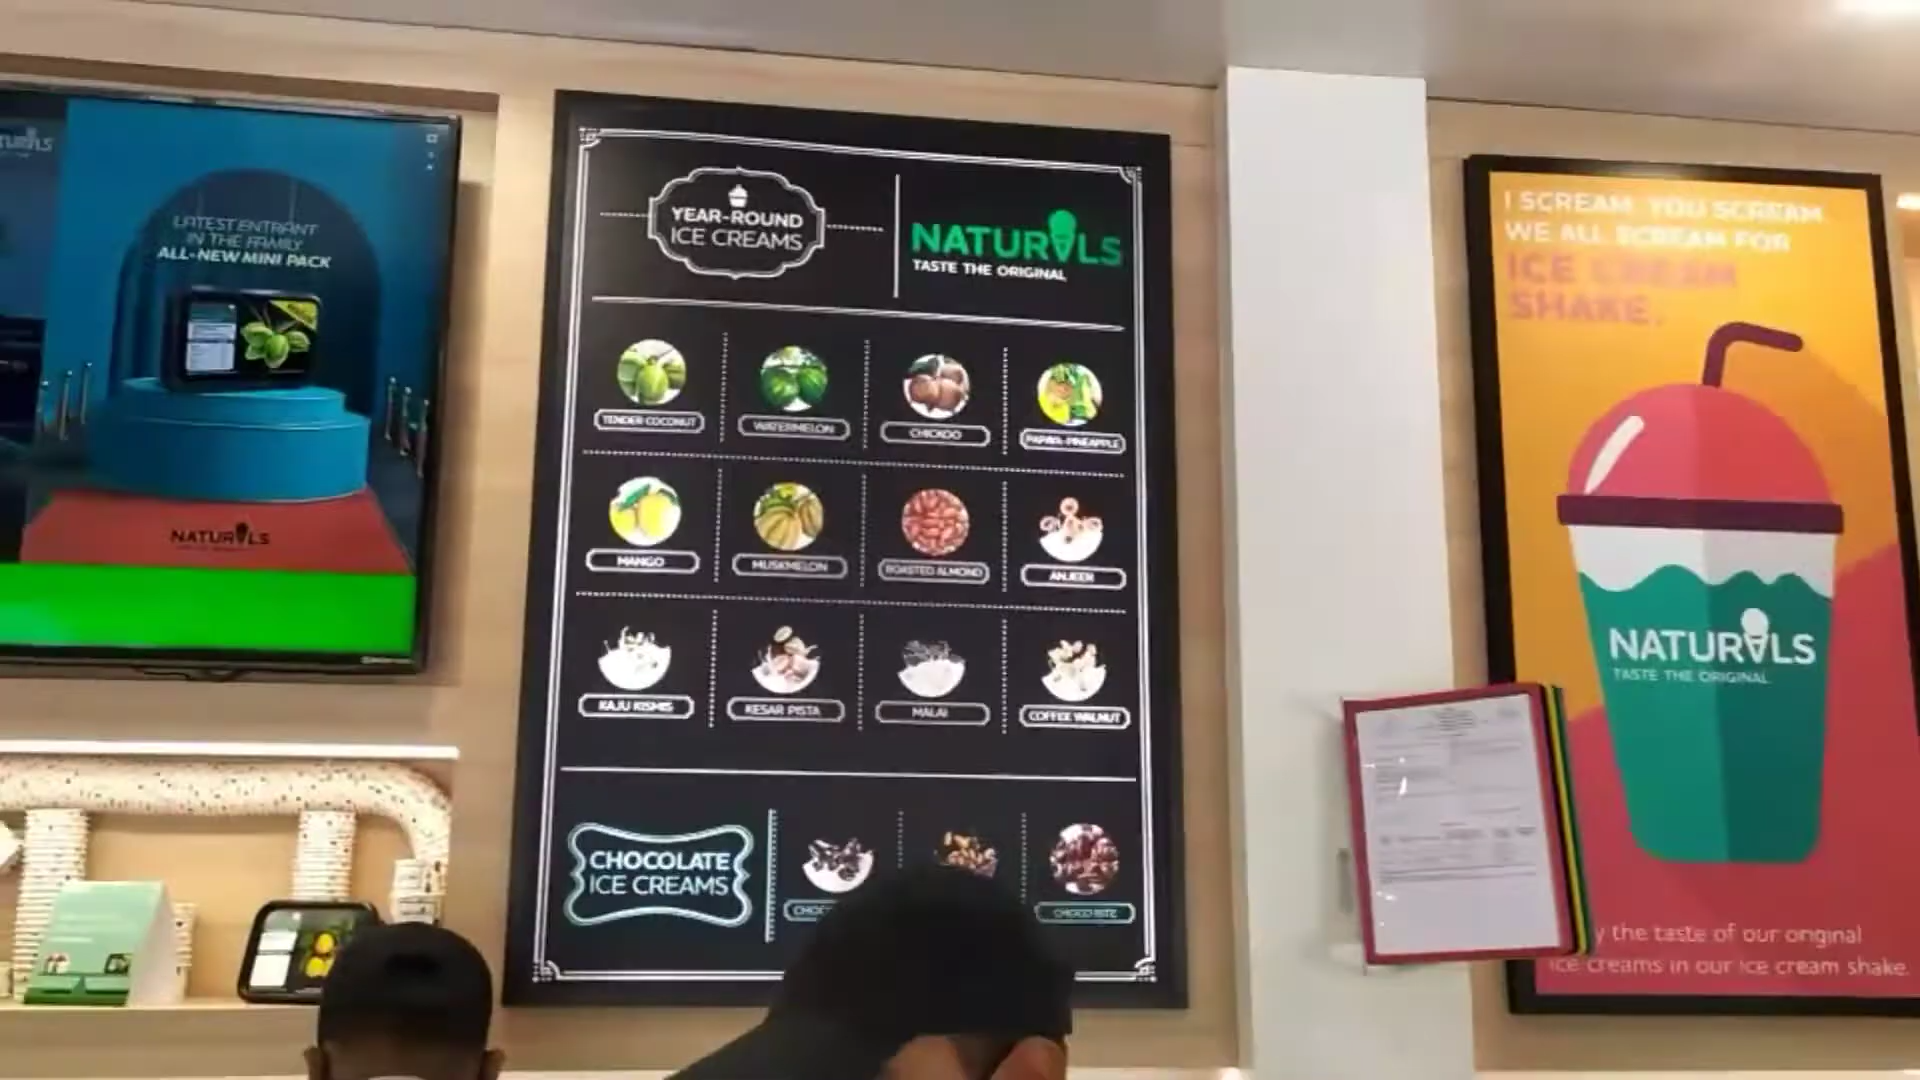 LATEST ENTRANT
IN THE FAMILY
ALL-NEW MINI PACK
NATURALS
YEAR-ROUND
ICE CREAMS
NATURALS
TASTE THE ORIGINAL
TENDER COCONUT
WATERMELON
CHICKOO
PAPAYA-PINEAPPLE
MANGO
MUSKMELON
ROASTED ALMOND
ANJEER
KAJU KISMIS
KESAR PISTA
MALAI
COFFEE WALNUT
CHOCOLATE
ICE CREAMS
CHOCO BITE
I SCREAM, YOU SCREAM
WE ALL SCREAM FOR
ICE CREAM
SHAKE.
NATURALS
TASTE THE ORIGINAL
the taste of our original
ice creams in our ice cream shake.